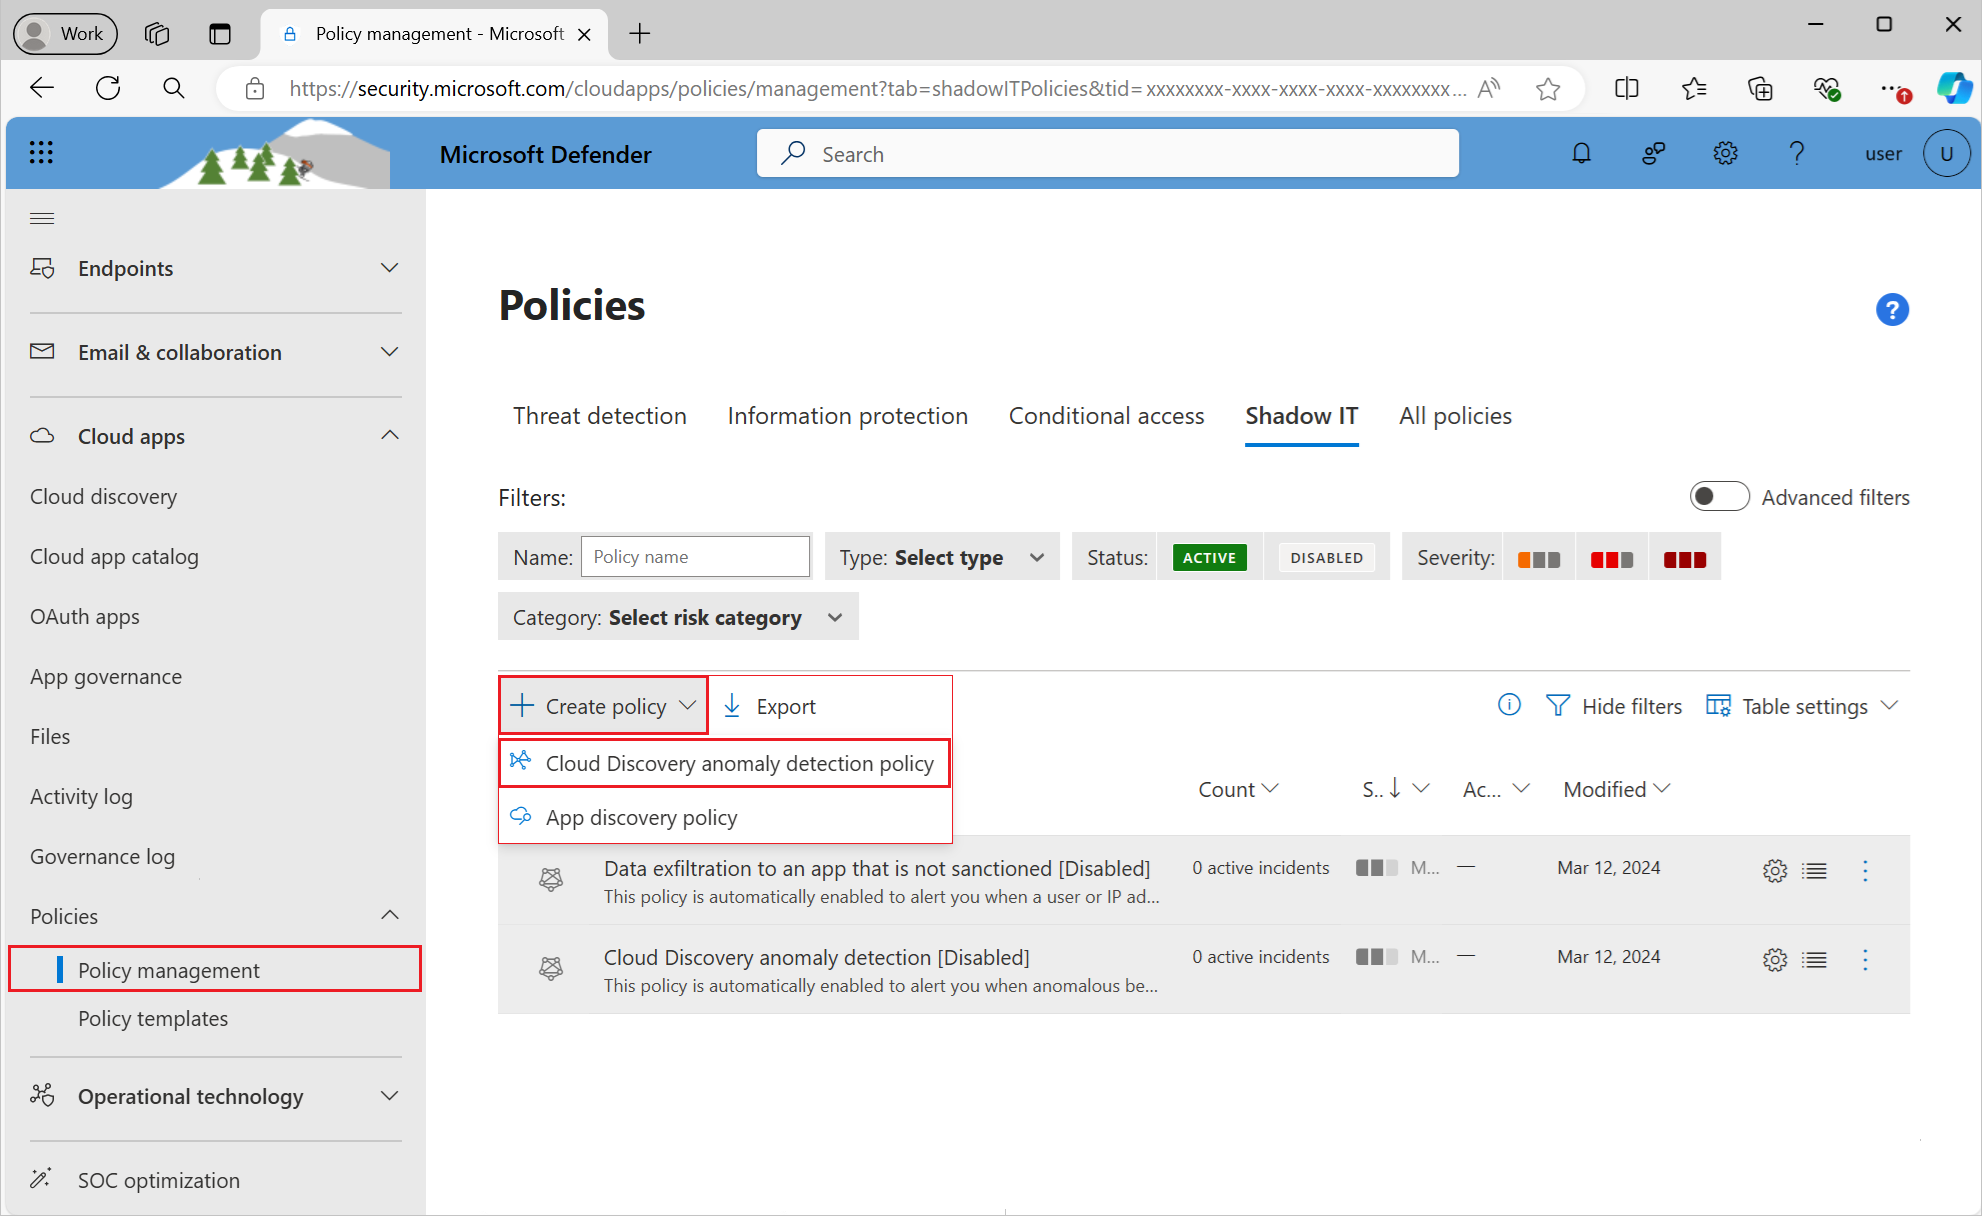 Work
Policy management - Microsoft
https://security.microsoft.com/cloudapps/policies/management?tab=shadowITPolicies&tid=xxxxxxxx-xxxx-xxxx-xxxx-xxxxxxxx...
Microsoft Defender
Search
user
U
Endpoints
Email & collaboration
Cloud apps
Cloud discovery
Cloud app catalog
OAuth apps
App governance
Files
Activity log
Governance log
Policies
Policy management
Policy templates
Operational technology
SOC optimization
Policies
?
Threat detection Information protection Conditional access Shadow IT All policies
Filters:
Advanced filters
Name: Policy name Type: Select type Status: ACTIVE DISABLED Severity:
Category: Select risk category
Create policy Export
Hide filters Table settings
Cloud Discovery anomaly detection policy
App discovery policy
Count S.. Ac... Modified
Data exfiltration to an app that is not sanctioned [Disabled] 0 active incidents M... — Mar 12, 2024
This policy is automatically enabled to alert you when a user or IP ad...
Cloud Discovery anomaly detection [Disabled] 0 active incidents M... — Mar 12, 2024
This policy is automatically enabled to alert you when anomalous be...